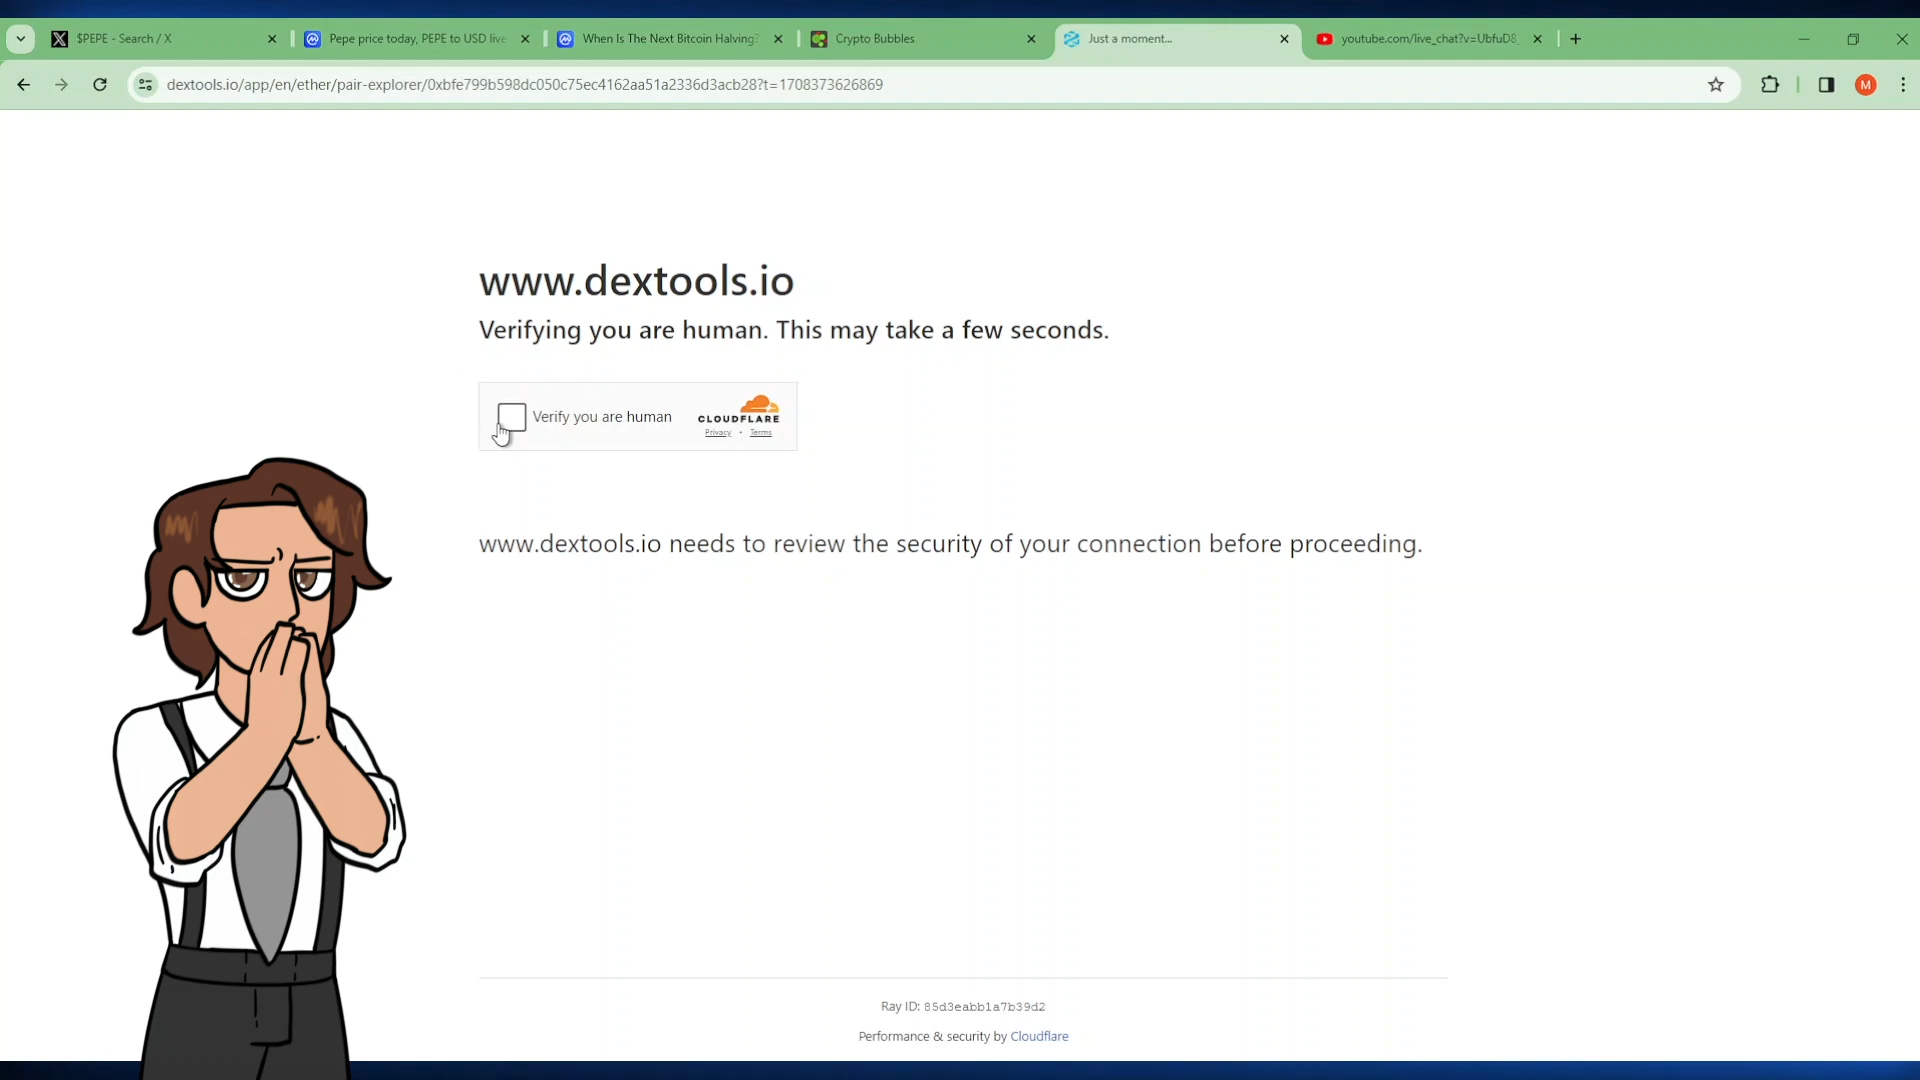 $PEPE - Search / X
Pepe price today, PEPE to USD live
When Is The Next Bitcoin Halving?
Crypto Bubbles
Just a moment...
youtube.com/live_chat?v=UbfuD8_
dextools.io/app/en/ether/pair-explorer/0xbfe799b598dc050c75ec4162aa51a2336d3acb28?t=1708373626869
M
www.dextools.io
Verifying you are human. This may take a few seconds.
Verify you are human
CLOUDFLARE
Privacy • Terms
www.dextools.io needs to review the security of your connection before proceeding.
Ray ID: 85d3eabb1a7b39d2
Performance & security by Cloudflare